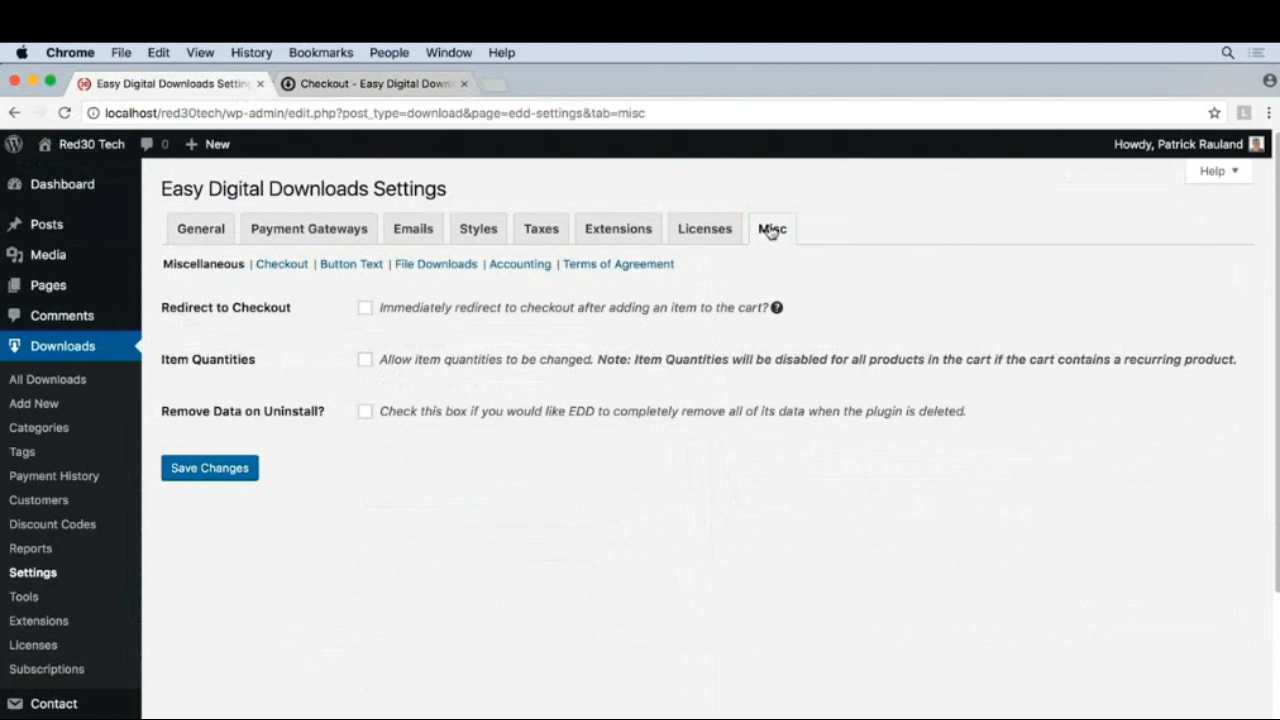 Chrome File Edit View History Bookmarks People Window Help
Easy Digital Downloads Settin × Checkout - Easy Digital Down ×
localhost/red30tech/wp-admin/edit.php?post_type=download&page=edd-settings&tab=misc
Red30 Tech 0 + New Howdy, Patrick Rauland
Help
Easy Digital Downloads Settings
General Payment Gateways Emails Styles Taxes Extensions Licenses Misc
Miscellaneous | Checkout | Button Text | File Downloads | Accounting | Terms of Agreement
Redirect to Checkout Immediately redirect to checkout after adding an item to the cart?
Item Quantities Allow item quantities to be changed. Note: Item Quantities will be disabled for all products in the cart if the cart contains a recurring product.
Remove Data on Uninstall? Check this box if you would like EDD to completely remove all of its data when the plugin is deleted.
Save Changes
Dashboard
Posts
Media
Pages
Comments
Downloads
All Downloads
Add New
Categories
Tags
Payment History
Customers
Discount Codes
Reports
Settings
Tools
Extensions
Licenses
Subscriptions
Contact